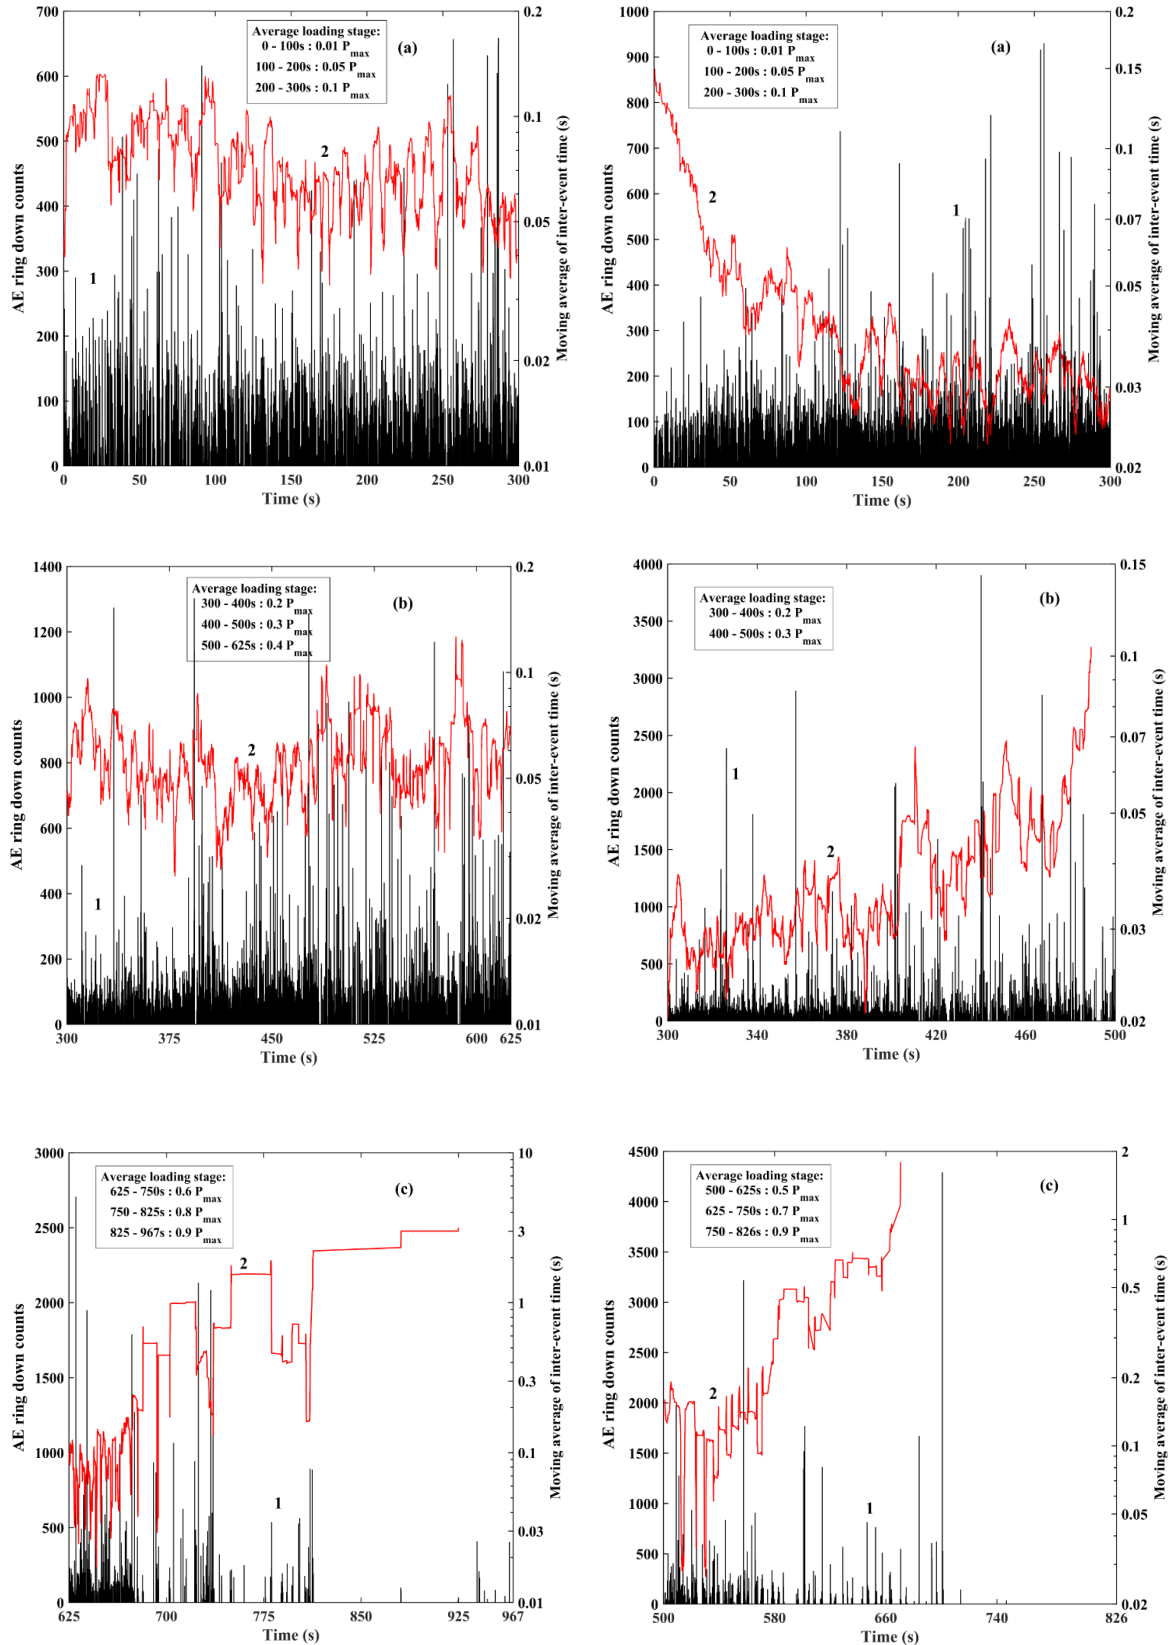 700
600
500
400
300
200
100
0
AE ring down counts
Average loading stage:
0 - 100s : 0.01 P_max
100 - 200s : 0.05 P_max
200 - 300s : 0.1 P_max
(a)
1
2
0.2
0.1
0.05
0.02
0.01
Moving average of inter-event time (s)
0 50 100 150 200 250 300
Time (s)
1000
900
800
700
600
500
400
300
200
100
0
AE ring down counts
Average loading stage:
0 - 100s : 0.01 P_max
100 - 200s : 0.05 P_max
200 - 300s : 0.1 P_max
(a)
2
1
0.2
0.15
0.1
0.07
0.05
0.03
0.02
Moving average of inter-event time (s)
0 50 100 150 200 250 300
Time (s)
1400
1200
1000
800
600
400
200
0
AE ring down counts
Average loading stage:
300 - 400s : 0.2 P_max
400 - 500s : 0.3 P_max
500 - 625s : 0.4 P_max
(b)
2
1
0.2
0.1
0.05
0.02
0.01
Moving average of inter-event time (s)
300 375 450 525 600 625
Time (s)
4000
3500
3000
2500
2000
1500
1000
500
0
AE ring down counts
Average loading stage:
300 - 400s : 0.2 P_max
400 - 500s : 0.3 P_max
(b)
1
2
0.15
0.1
0.07
0.05
0.03
0.02
Moving average of inter-event time (s)
300 340 380 420 460 500
Time (s)
3000
2500
2000
1500
1000
500
0
AE ring down counts
Average loading stage:
625 - 750s : 0.6 P_max
750 - 825s : 0.8 P_max
825 - 967s : 0.9 P_max
(c)
2
1
10
3
1
0.3
0.1
0.03
0.01
Moving average of inter-event time (s)
625 700 775 850 925 967
Time (s)
4500
4000
3500
3000
2500
2000
1500
1000
500
0
AE ring down counts
Average loading stage:
500 - 625s : 0.5 P_max
625 - 750s : 0.7 P_max
750 - 826s : 0.9 P_max
(c)
2
1
2
1
0.5
0.2
0.1
0.05
0.02
Moving average of inter-event time (s)
500 580 660 740 826
Time (s)